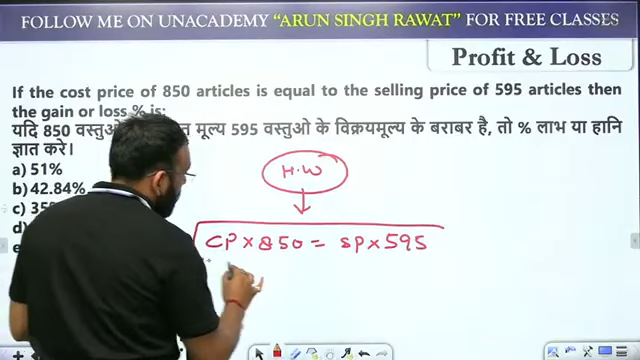 FOLLOW ME ON UNACADEMY “ARUN SINGH RAWAT” FOR FREE CLASSES
Profit & Loss
If the cost price of 850 articles is equal to the selling price of 595 articles then
the gain or loss % is:
यदि 850 मूल्य 595 वस्तुओ के विक्रयमूल्य के बराबर है, तो % लाभ या हानि
ज्ञात करे।
a) 51%
b) 42.84%
c)
d)
H.W
CP×850 = SP×595